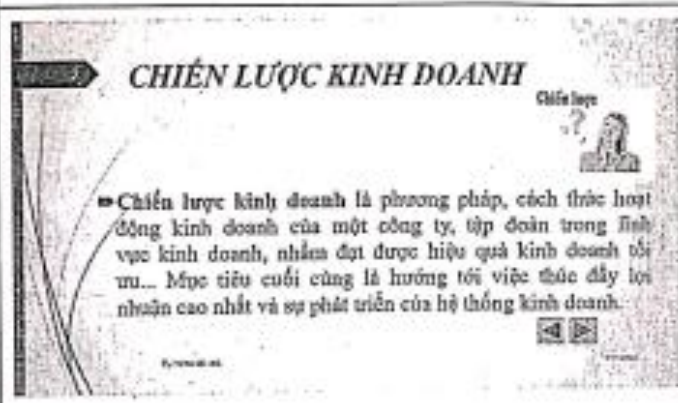 CHIẾN LƯỢC KINH DOANH
Chiến lược
?
Chiến lược kinh doanh là phương pháp, cách thức hoạt
động kinh doanh của một công ty, tập đoàn trong lĩnh
vực kinh doanh, nhằm đạt được hiệu quả kinh doanh tối
ưu... Mục tiêu cuối cùng là hướng tới việc thúc đẩy lợi
nhuận cao nhất và sự phát triển của hệ thống kinh doanh.